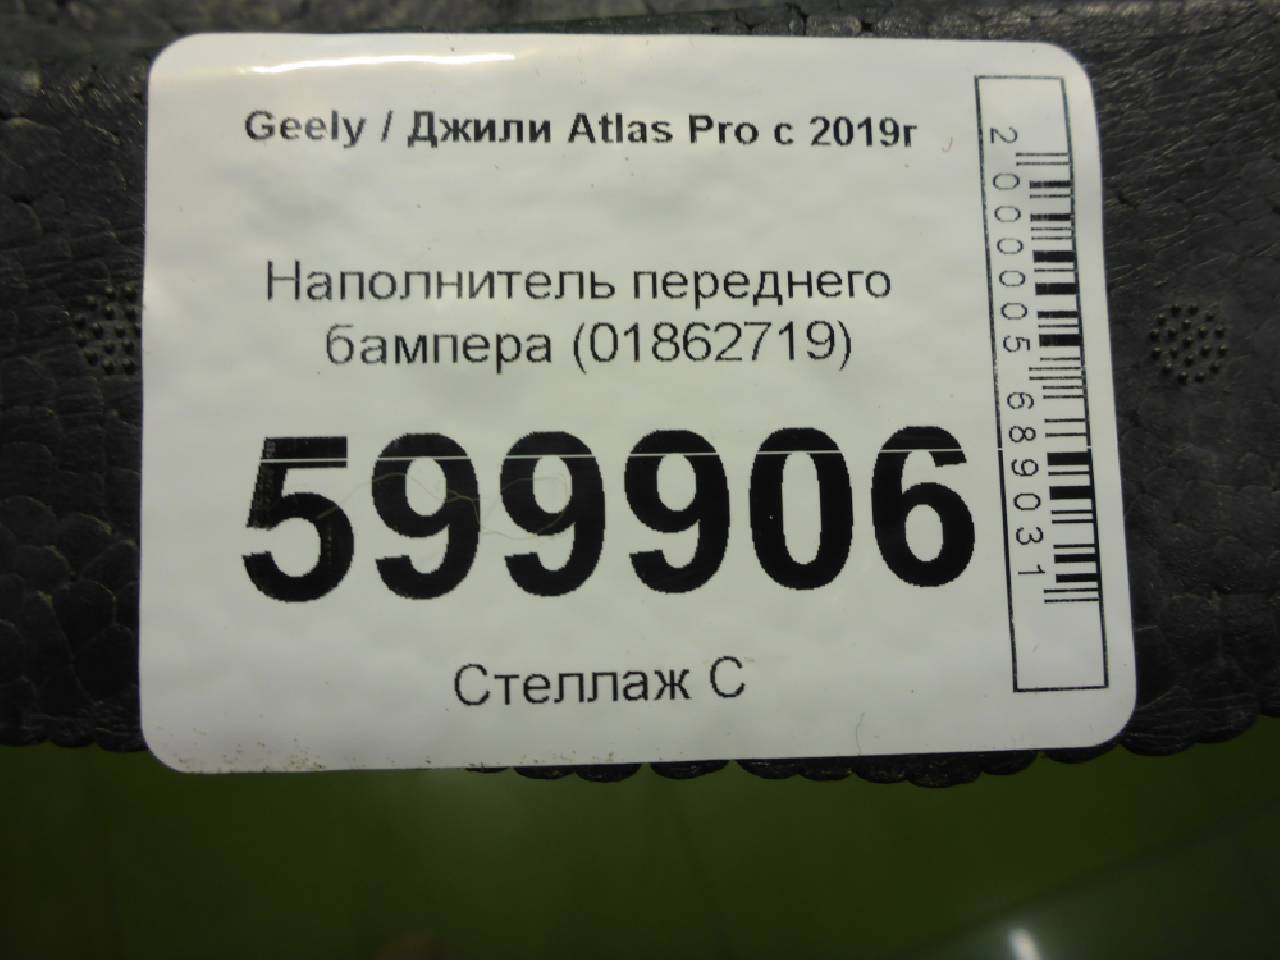 Geely / Джили Atlas Pro с 2019г
Наполнитель переднего
бампера (01862719)
599906
Стеллаж С
2000005689031